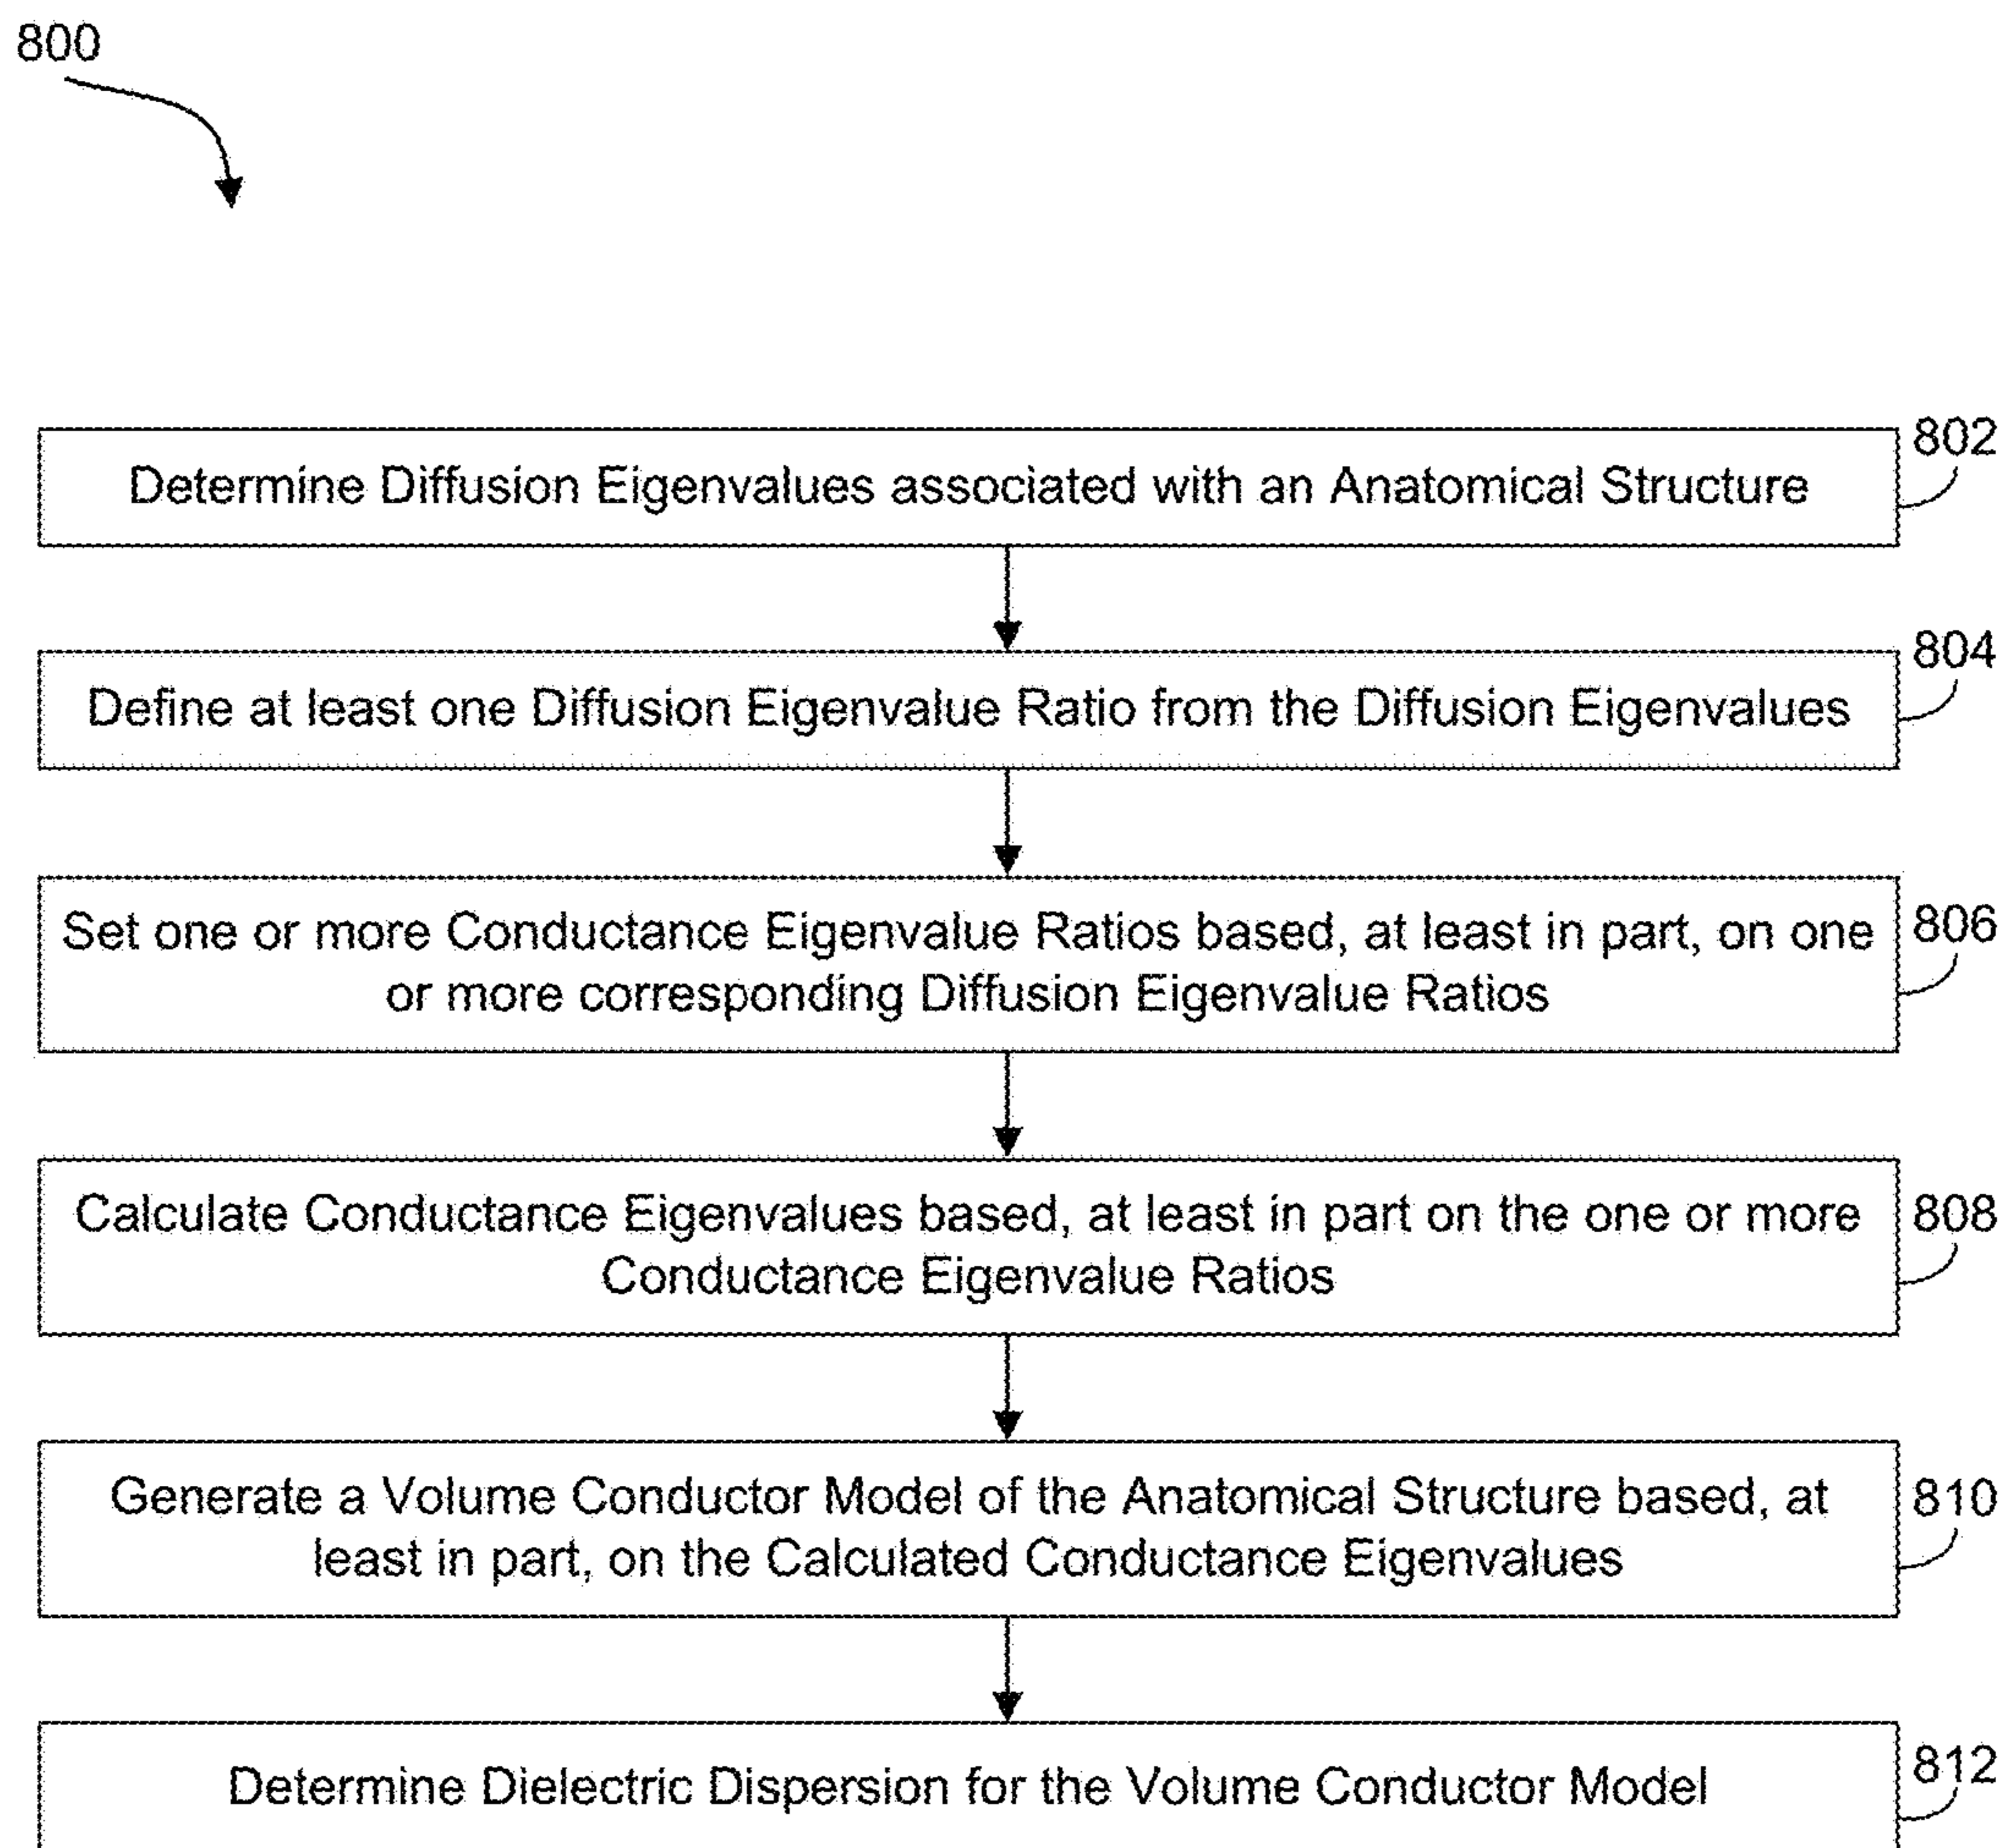 800
802
Determine Diffusion Eigenvalues associated with an Anatomical Structure
804
Define at least one Diffusion Eigenvalue Ratio from the Diffusion Eigenvalues
806
Set one or more Conductance Eigenvalue Ratios based, at least in part, on one
or more corresponding Diffusion Eigenvalue Ratios
808
Calculate Conductance Eigenvalues based, at least in part on the one or more
Conductance Eigenvalue Ratios
810
Generate a Volume Conductor Model of the Anatomical Structure based, at
least in part, on the Calculated Conductance Eigenvalues
812
Determine Dielectric Dispersion for the Volume Conductor Model